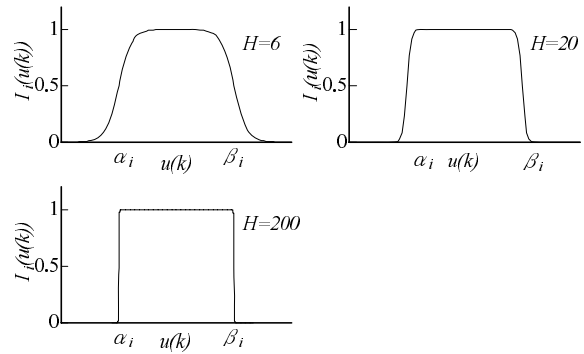 1
0.5
0
I_i(u(k))
H=6
α_i u(k) β_i
1
0.5
0
I_i(u(k))
H=20
α_i u(k) β_i
1
0.5
0
I_i(u(k))
H=200
α_i u(k) β_i